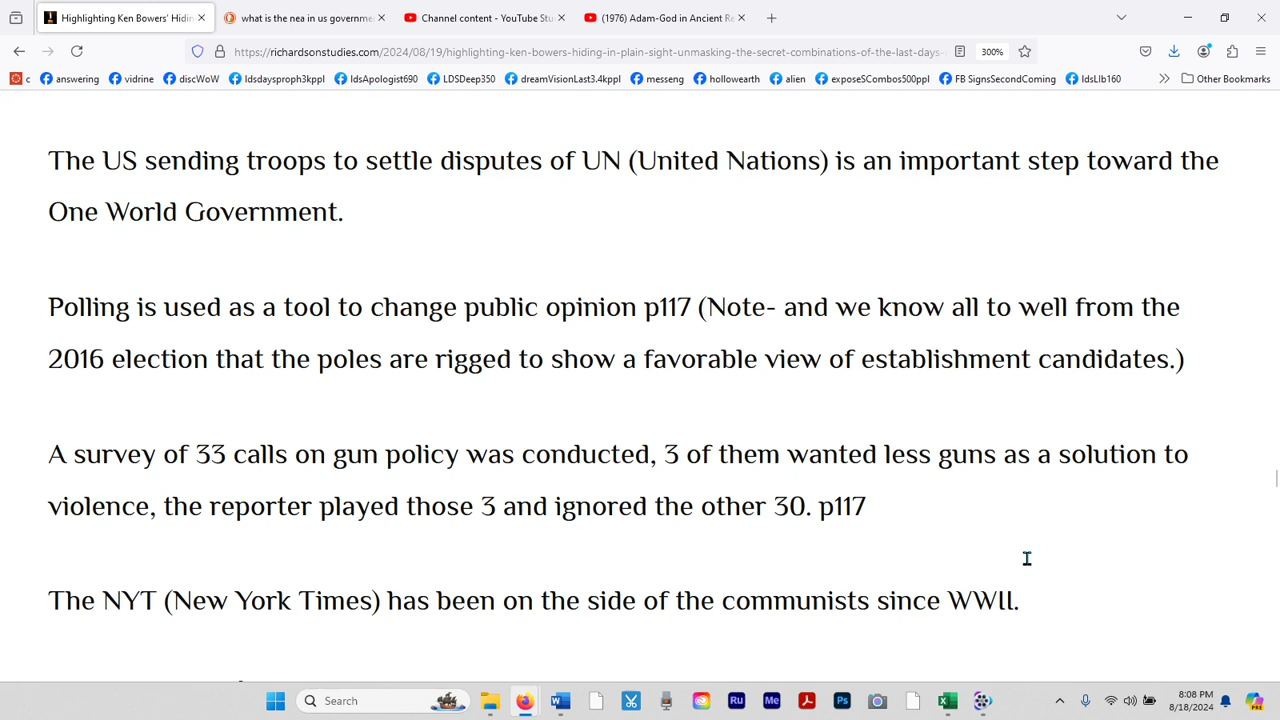 Highlighting Ken Bowers' Hidin
what is the nea in us governme
Channel content - YouTube Stu
(1976) Adam-God in Ancient Re
https://richardsonstudies.com/2024/08/19/highlighting-ken-bowers-hiding-in-plain-sight-unmasking-the-secret-combinations-of-the-last-days-
300%
c answering vidrine discWoW ldsdaysproph3kppl ldsApologist690 LDSDeep350 dreamVisionLast3.4kppl messeng hollowearth alien exposeSCombos500ppl FB SignsSecondComing ldsLIb160 Other Bookmarks
The US sending troops to settle disputes of UN (United Nations) is an important step toward the
One World Government.
Polling is used as a tool to change public opinion p117 (Note- and we know all to well from the
2016 election that the poles are rigged to show a favorable view of establishment candidates.)
A survey of 33 calls on gun policy was conducted, 3 of them wanted less guns as a solution to
violence, the reporter played those 3 and ignored the other 30. p117
The NYT (New York Times) has been on the side of the communists since WWII.
Search
Ru Me Ps
8:08 PM
8/18/2024